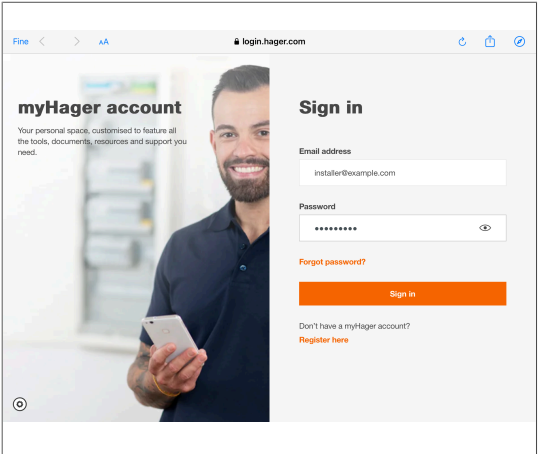 Fine AA login.hager.com
myHager account
Your personal space, customised to feature all
the tools, documents, resources and support you
need.
Sign in
Email address
installer@example.com
Password
•••••••••
Forgot password?
Sign in
Don't have a myHager account?
Register here